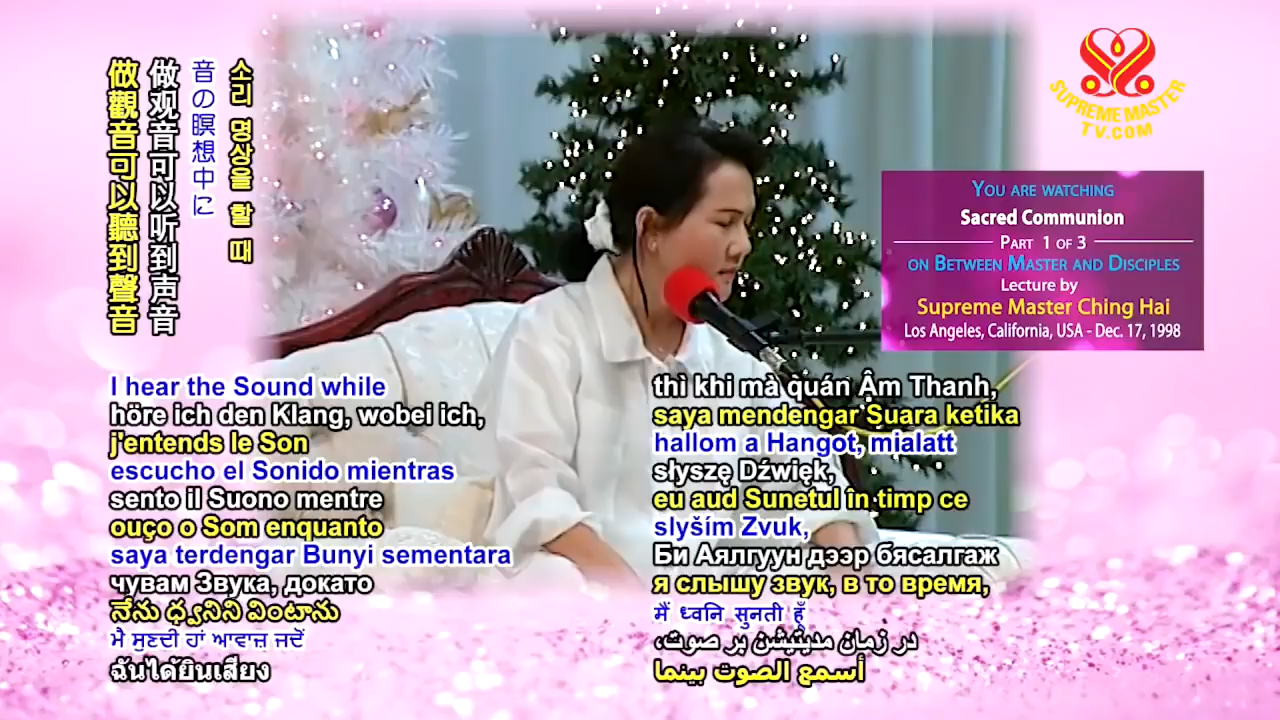 做觀音可以聽到聲音
做观音可以听到声音
音の瞑想中に
소리 명상을 할 때
SUPREME MASTER
TV.COM
You are watching
Sacred Communion
Part 1 of 3
on Between Master and Disciples
Lecture by
Supreme Master Ching Hai
Los Angeles, California, USA - Dec. 17, 1998
I hear the Sound while
höre ich den Klang, wobei ich,
j'entends le Son
escucho el Sonido mientras
sento il Suono mentre
ouço o Som enquanto
saya terdengar Bunyi sementara
чувам Звука, докато
నేను ధ్వనిని వింటాను
ਮੈ ਸੁਣਦੀ ਹਾਂ ਆਵਾਜ਼ ਜਦੋਂ
ฉันได้ยินเสียง
thì khi mà quán Âm Thanh,
saya mendengar Suara ketika
hallom a Hangot, mialatt
słyszę Dźwięk,
eu aud Sunetul în timp ce
slyším Zvuk,
Би Аялгуун дээр бясалгаж
я слышу звук, в то время,
मैं ध्वनि सुनती हूँ
در زمان مدیتیشن بر صوت،
أسمع الصوت بينما